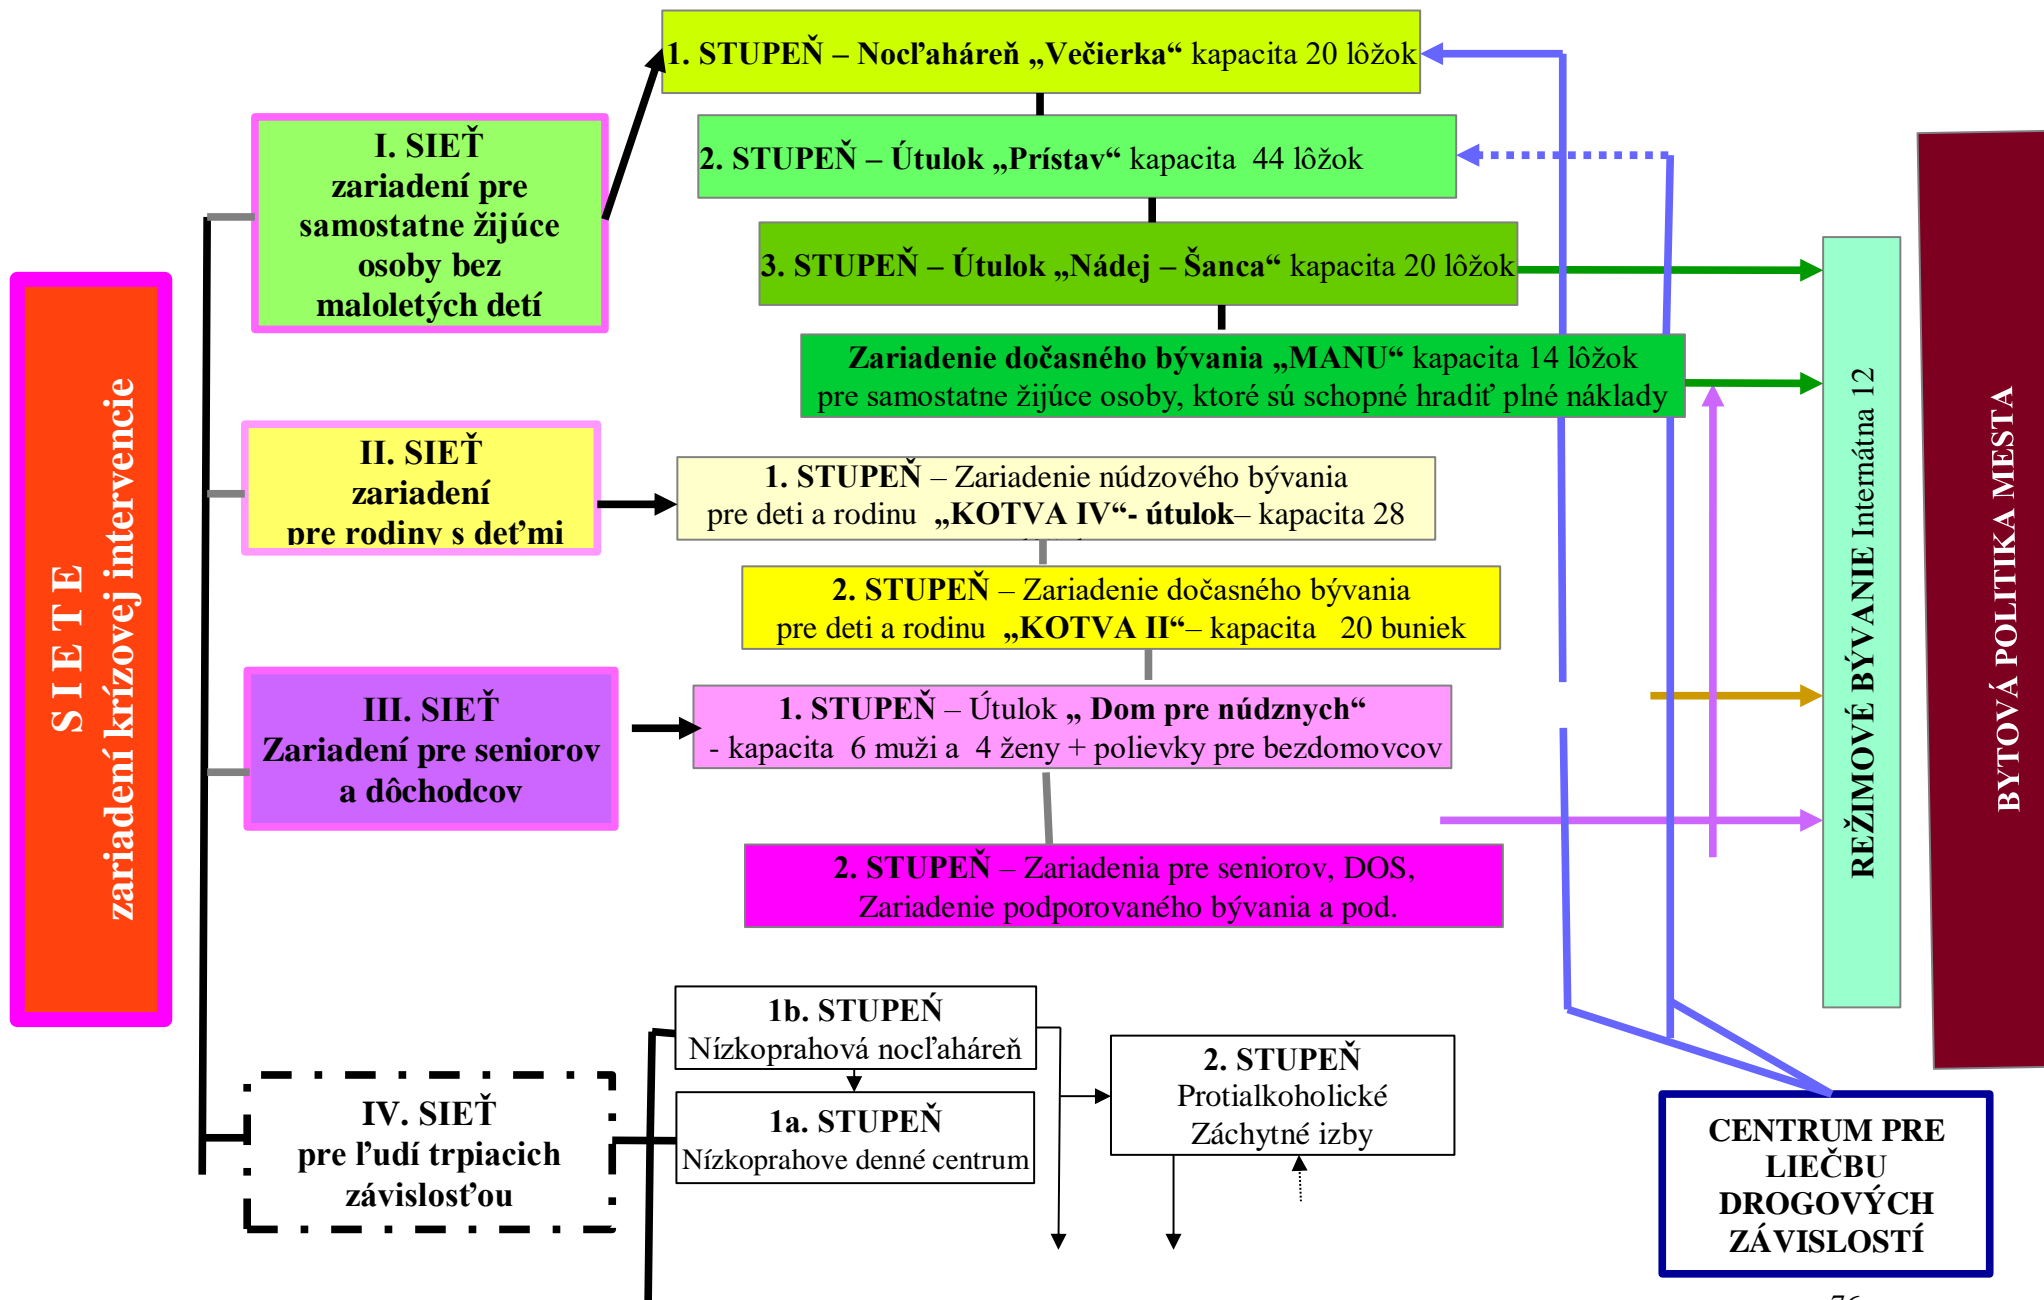 S I E T E
zariadení krízovej intervencie
I. SIEŤ
zariadení pre
samostatne žijúce
osoby bez
maloletých detí
1. STUPEŇ – Nocľaháreň „Večierka“ kapacita 20 lôžok
2. STUPEŇ – Útulok „Prístav“ kapacita 44 lôžok
3. STUPEŇ – Útulok „Nádej – Šanca“ kapacita 20 lôžok
Zariadenie dočasného bývania „MANU“ kapacita 14 lôžok
pre samostatne žijúce osoby, ktoré sú schopné hradiť plné náklady
II. SIEŤ
zariadení
pre rodiny s deťmi
1. STUPEŇ – Zariadenie núdzového bývania
pre deti a rodinu „KOTVA IV“- útulok– kapacita 28
2. STUPEŇ – Zariadenie dočasného bývania
pre deti a rodinu „KOTVA II“– kapacita 20 buniek
III. SIEŤ
Zariadení pre seniorov
a dôchodcov
1. STUPEŇ – Útulok „ Dom pre núdznych“
- kapacita 6 muži a 4 ženy + polievky pre bezdomovcov
2. STUPEŇ – Zariadenia pre seniorov, DOS,
Zariadenie podporovaného bývania a pod.
IV. SIEŤ
pre ľudí trpiacich
závislosťou
1b. STUPEŃ
Nízkoprahová nocľaháreň
1a. STUPEŇ
Nízkoprahove denné centrum
2. STUPEŇ
Protialkoholické
Záchytné izby
REŽIMOVÉ BÝVANIE Internátna 12
BYTOVÁ POLITIKA MESTA
CENTRUM PRE
LIEČBU
DROGOVÝCH
ZÁVISLOSTÍ